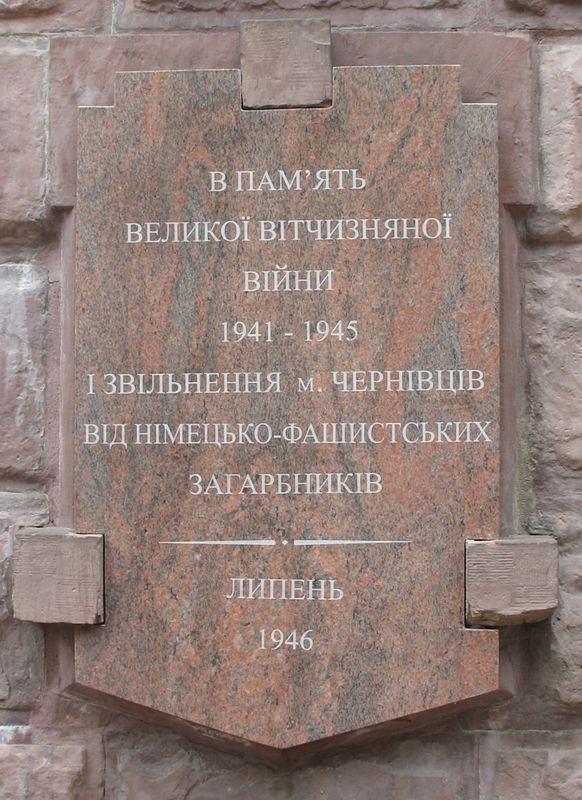 В ПАМ'ЯТЬ
ВЕЛИКОЇ ВІТЧИЗНЯНОЇ
ВІЙНИ
1941 - 1945
І ЗВІЛЬНЕННЯ м. ЧЕРНІВЦІВ
ВІД НІМЕЦЬКО-ФАШИСТСЬКИХ
ЗАГАРБНИКІВ
ЛИПЕНЬ
1946